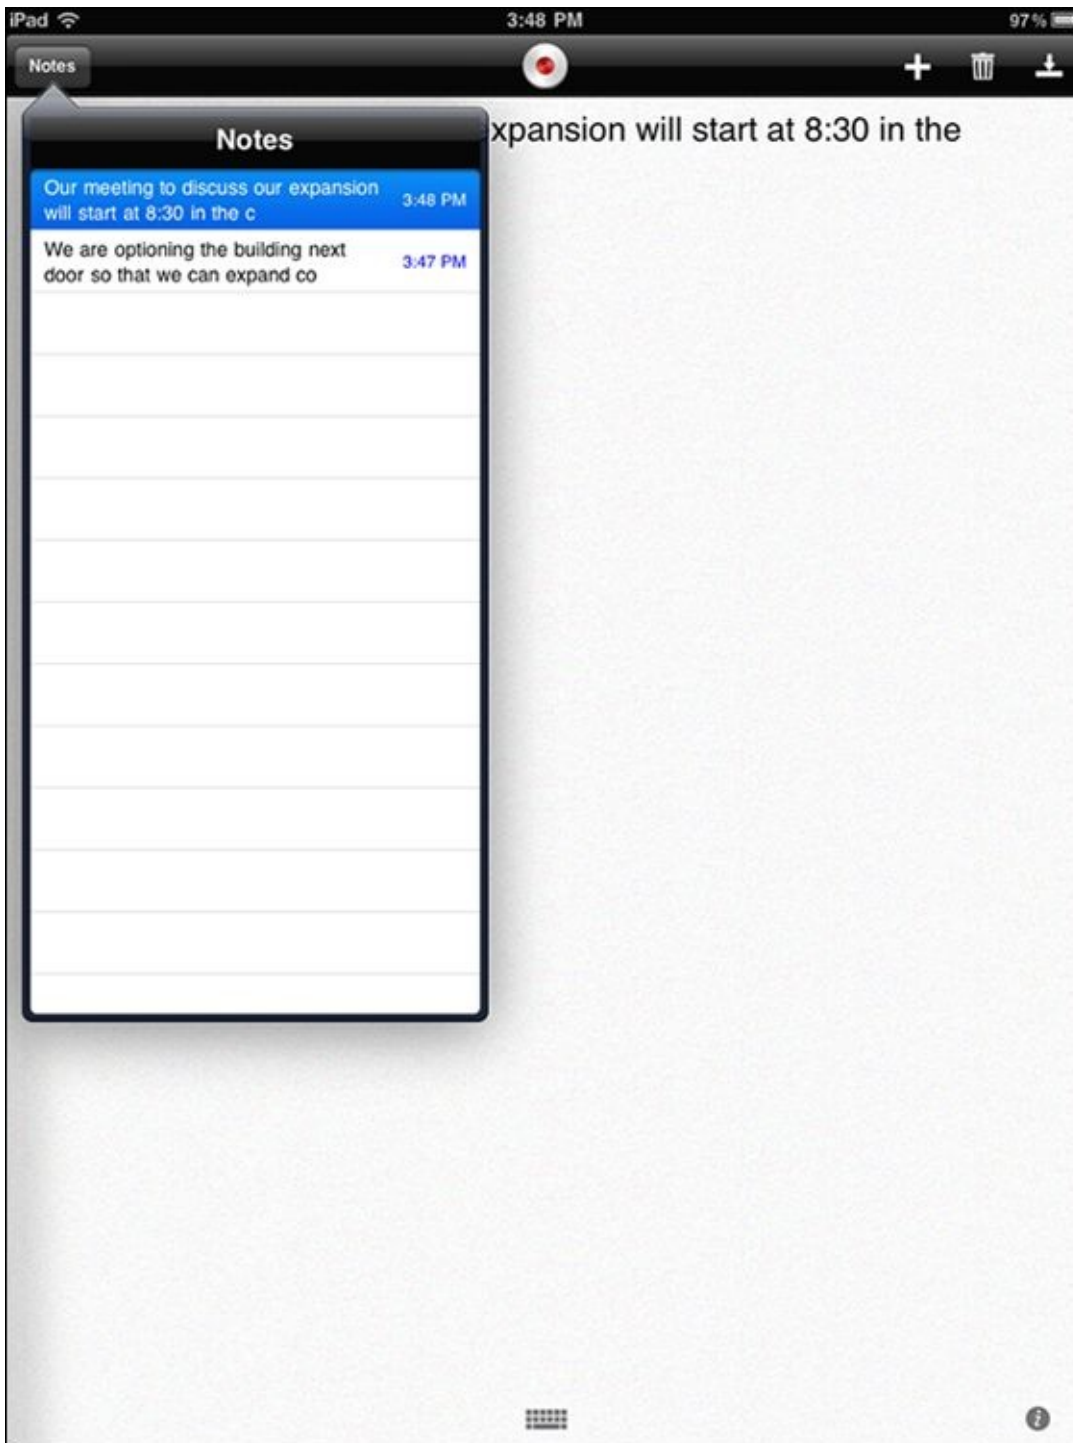 iPad 3:48 PM 97%
Notes
xpansion will start at 8:30 in the
Notes
Our meeting to discuss our expansion
will start at 8:30 in the c
3:48 PM
We are optioning the building next
door so that we can expand co
3:47 PM